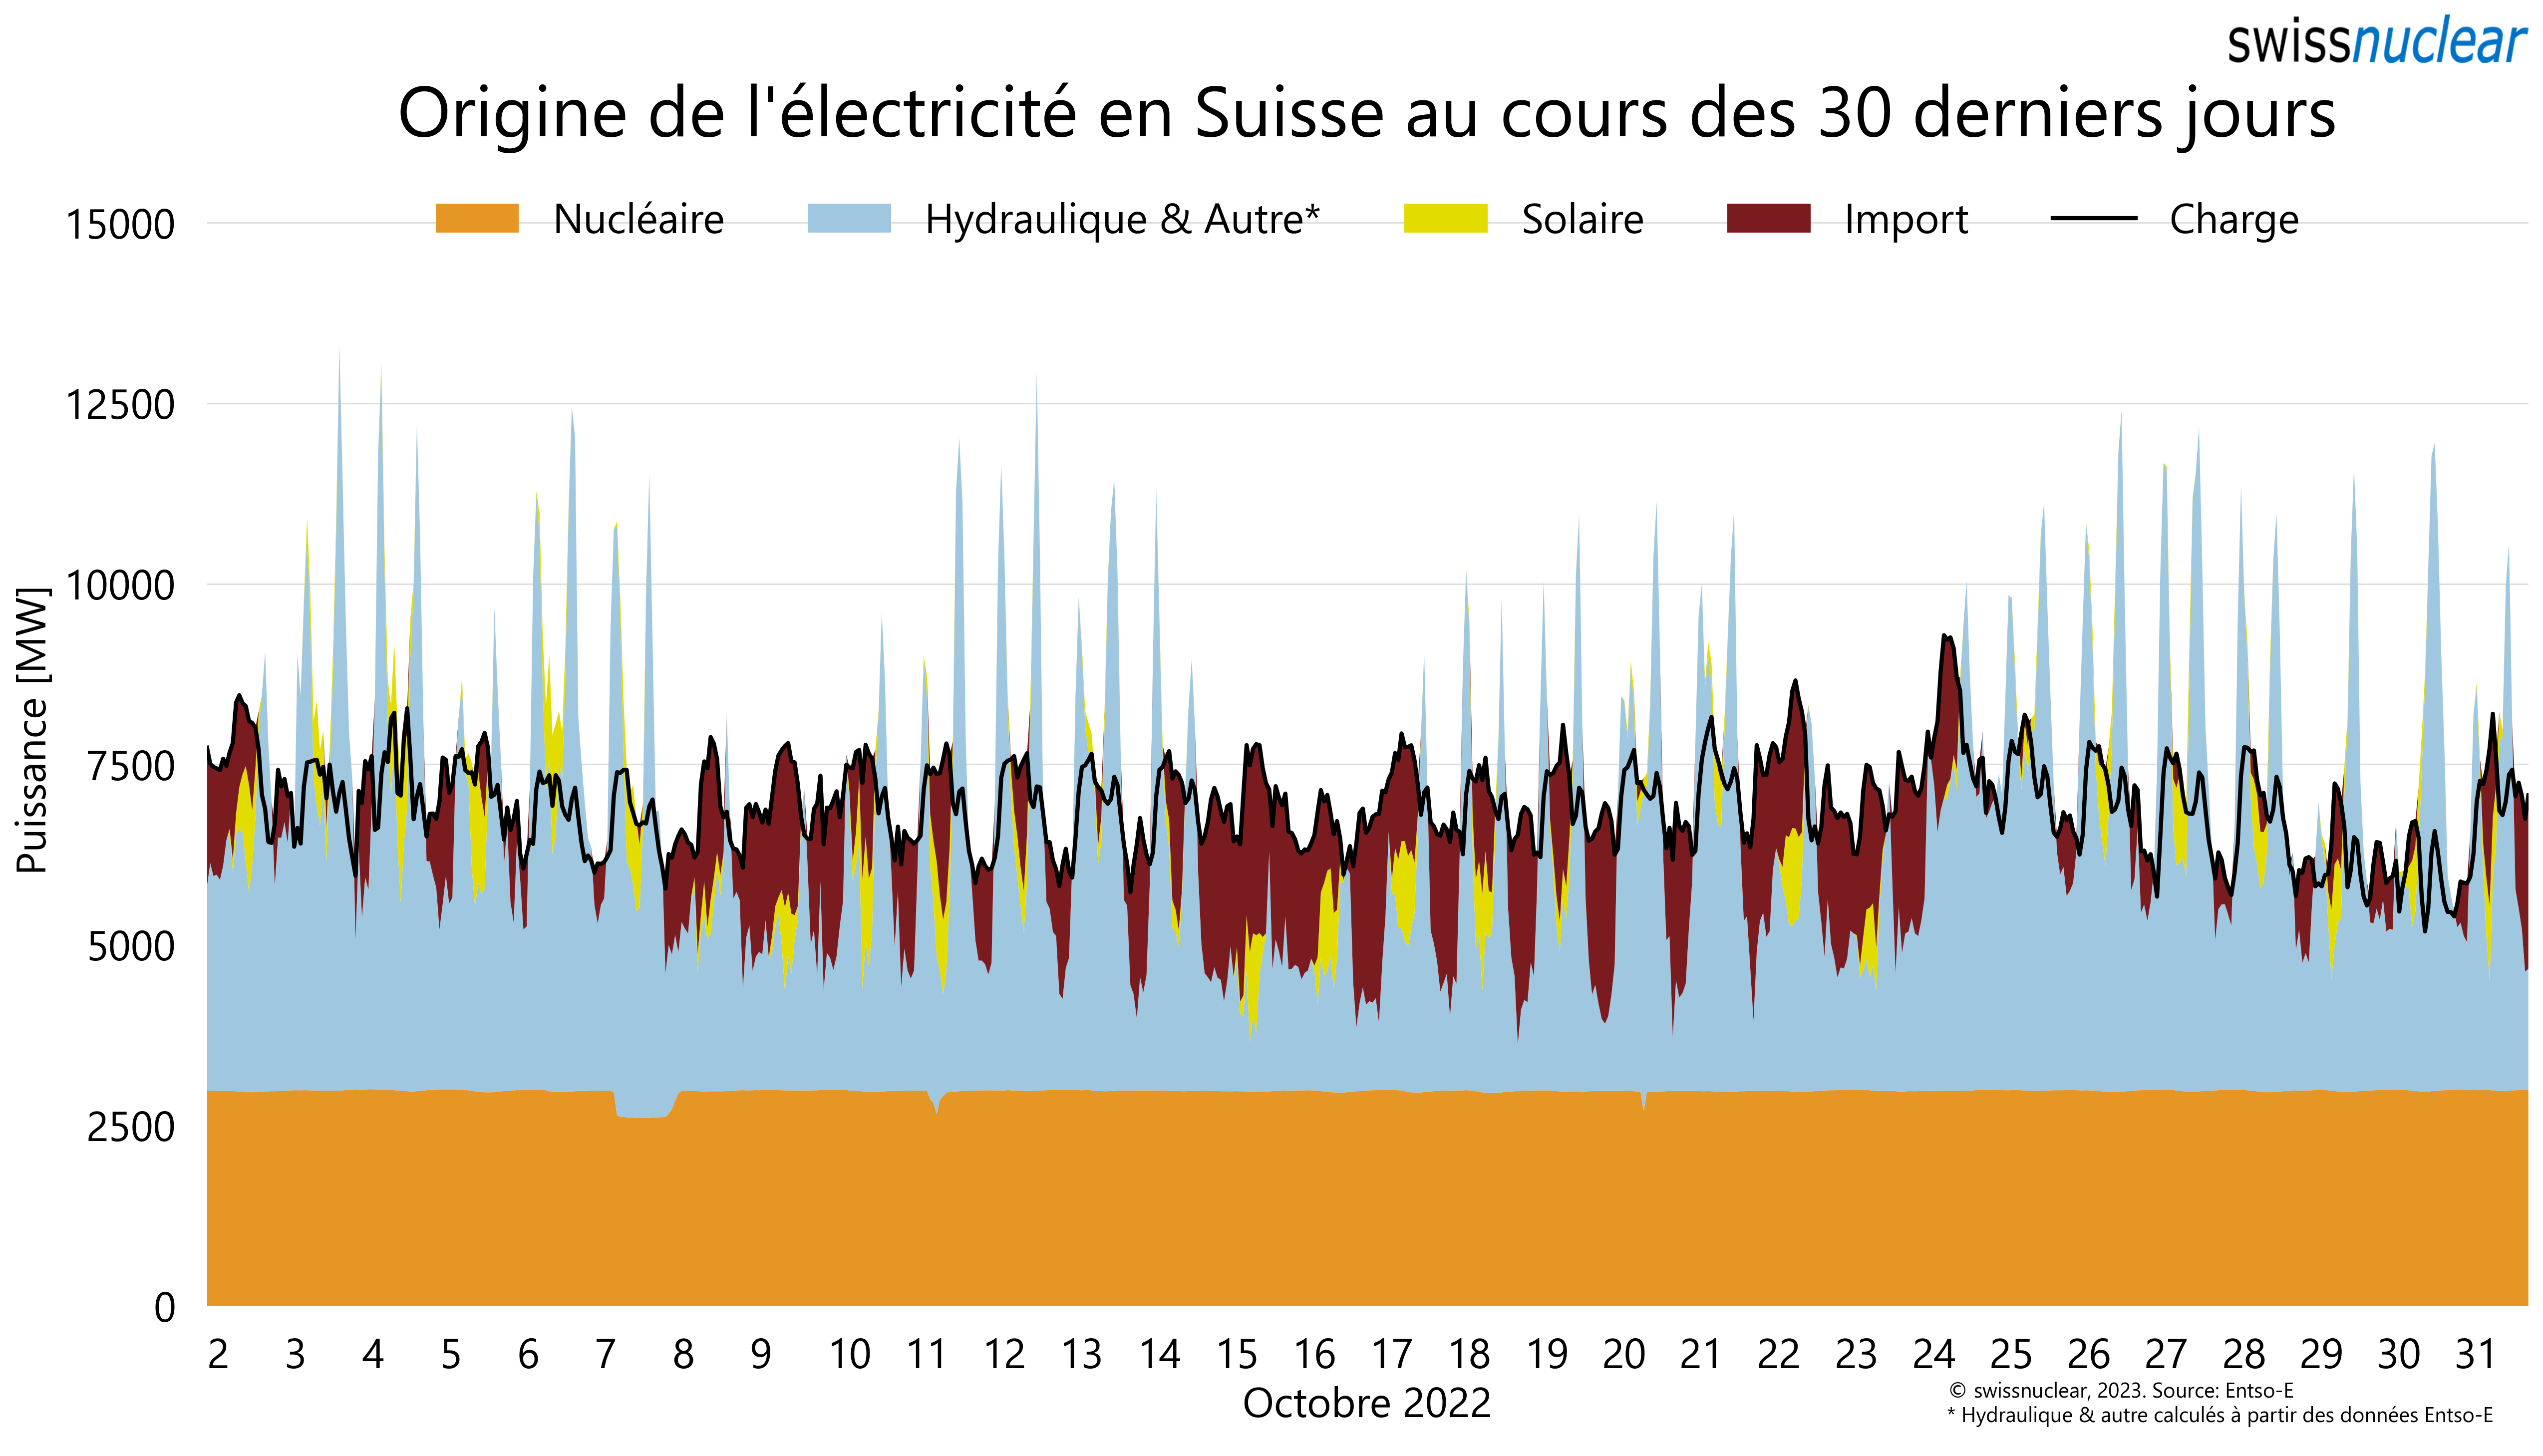 swissnuclear
Origine de l'électricité en Suisse au cours des 30 derniers jours
Nucléaire Hydraulique & Autre* Solaire Import Charge
15000
12500
10000
7500
5000
2500
0
Puissance [MW]
2 3 4 5 6 7 8 9 10 11 12 13 14 15 16 17 18 19 20 21 22 23 24 25 26 27 28 29 30 31
Octobre 2022
© swissnuclear, 2023. Source: Entso-E
* Hydraulique & autre calculés à partir des données Entso-E